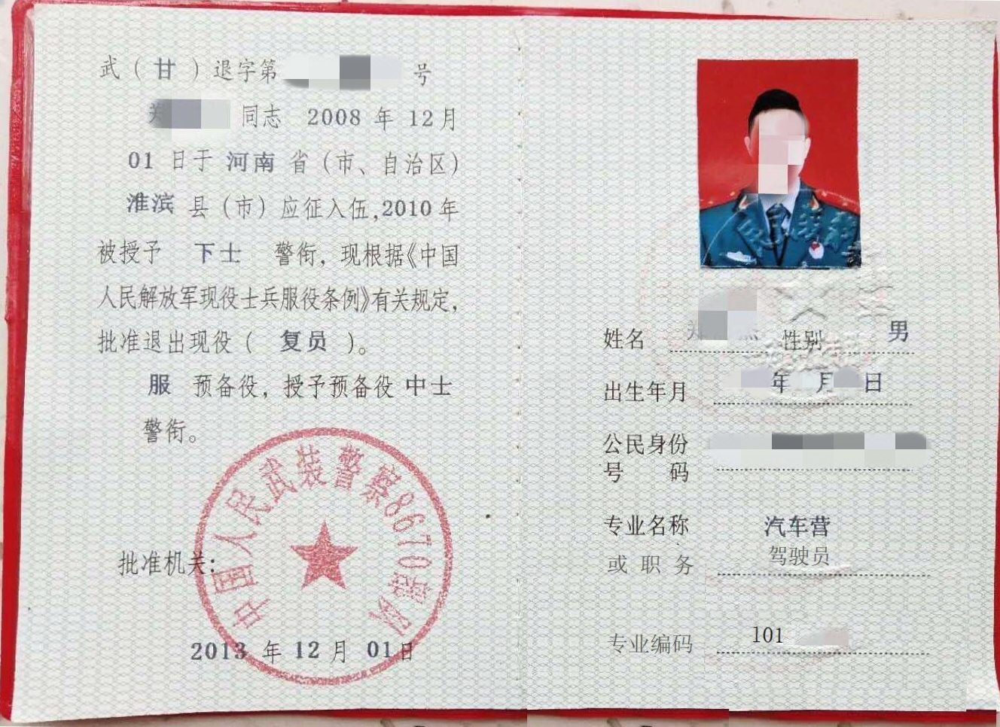 武（甘）退字第 号
同志 2008 年 12 月
01 日于 河南 省（市、自治区）
淮滨 县（市）应征入伍,2010 年
被授予 下士 警衔，现根据《中国
人民解放军现役士兵服役条例》有关规定，
批准退出现役（ 复员 ）。
服 预备役，授予预备役 中士
警衔。
批准机关：
中国人民武装警察8670部队
2013 年 12 月 01 日
姓名 郑 性别 男
出生年月 年 月 日
公民身份
号 码
专业名称 汽车营
或 职 务 驾驶员
专业编码 101